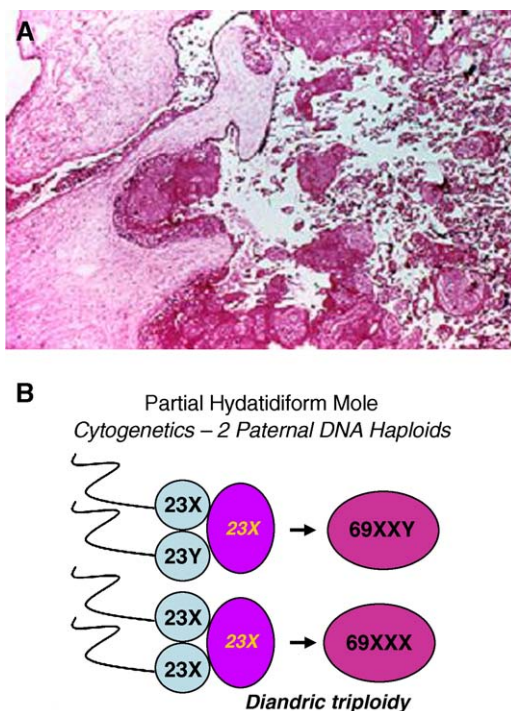 A
B
Partial Hydatidiform Mole
Cytogenetics – 2 Paternal DNA Haploids
23X
23X
69XXY
23Y
23X
23X
69XXX
23X
Diandric triploidy